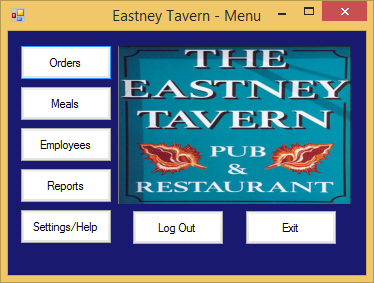 Eastney Tavern - Menu
Orders
Meals
Employees
Reports
Settings/Help
THE
EASTNEY
TAVERN
PUB
&
RESTAURANT
Log Out
Exit